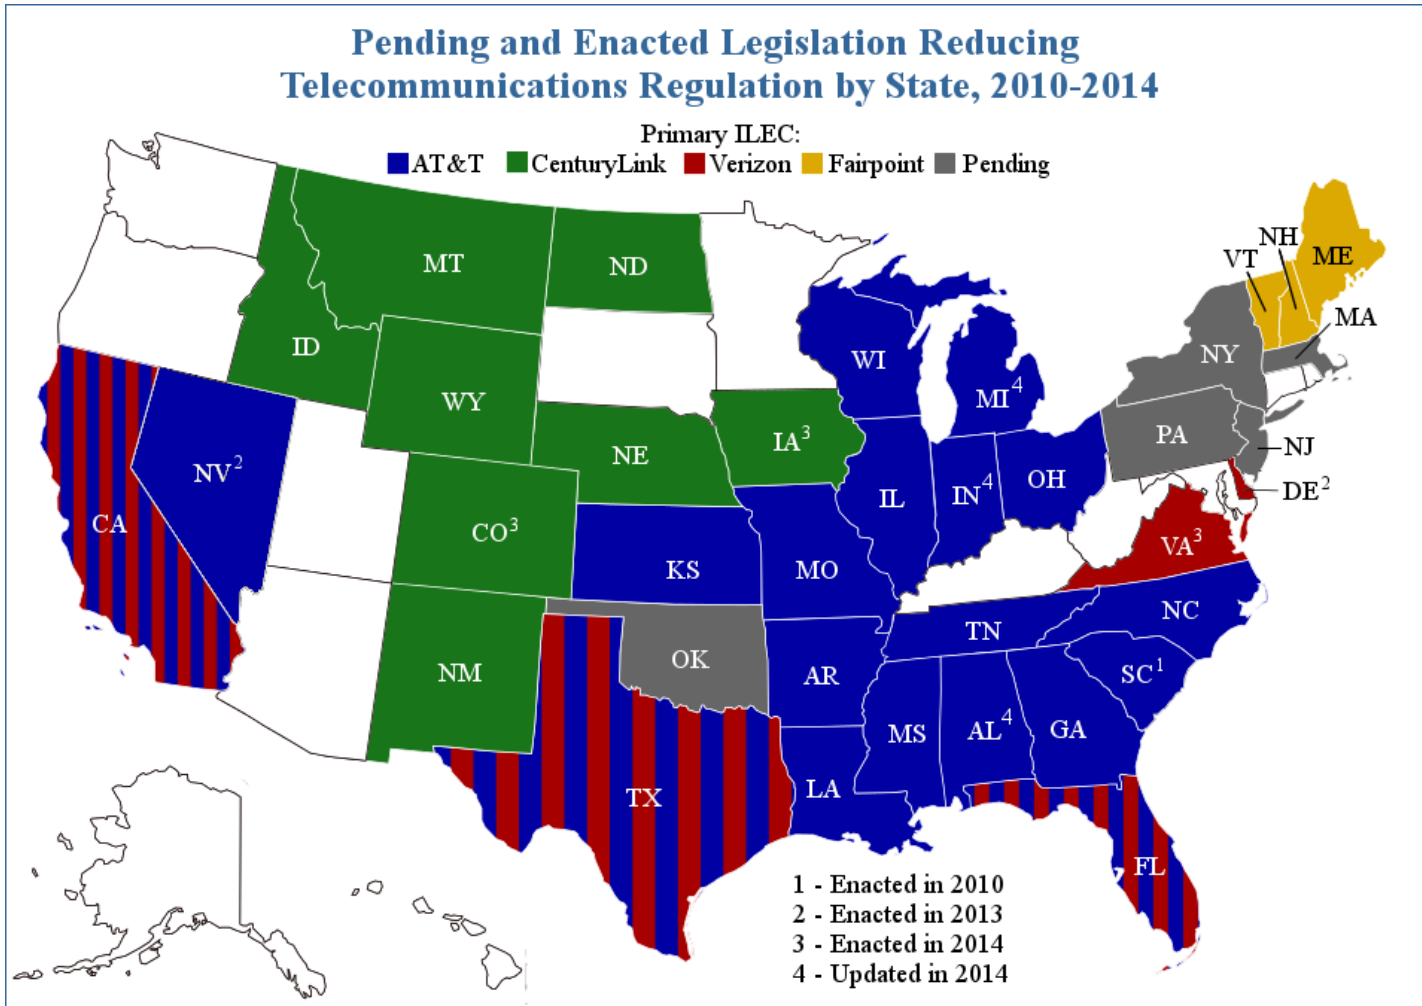 Pending and Enacted Legislation Reducing
Telecommunications Regulation by State, 2010-2014
Primary ILEC:
AT&T CenturyLink Verizon Fairpoint Pending
MT
ND
ID
WY
NE
IA³
CO³
NM
NV²
CA
KS
MO
OK
AR
TX
LA
WI
MI⁴
IL
IN⁴
OH
TN
NC
SC¹
MS
AL⁴
GA
FL
VA³
PA
NY
VT
NH
ME
MA
NJ
DE²
1 - Enacted in 2010
2 - Enacted in 2013
3 - Enacted in 2014
4 - Updated in 2014